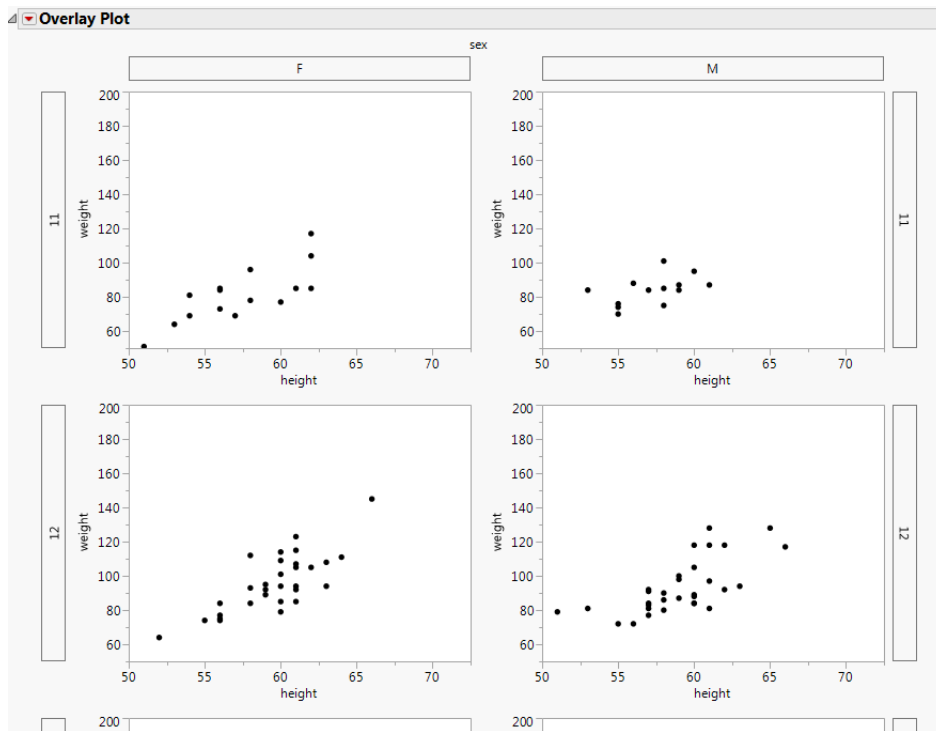 Overlay Plot
sex
F M
200 200
180 180
160 160
140 140
11 weight 120 weight 120 11
100 100
80 80
60 60
50 55 60 65 70 50 55 60 65 70
height height
200 200
180 180
160 160
140 140
12 weight 120 weight 120 12
100 100
80 80
60 60
50 55 60 65 70 50 55 60 65 70
height height
200 200